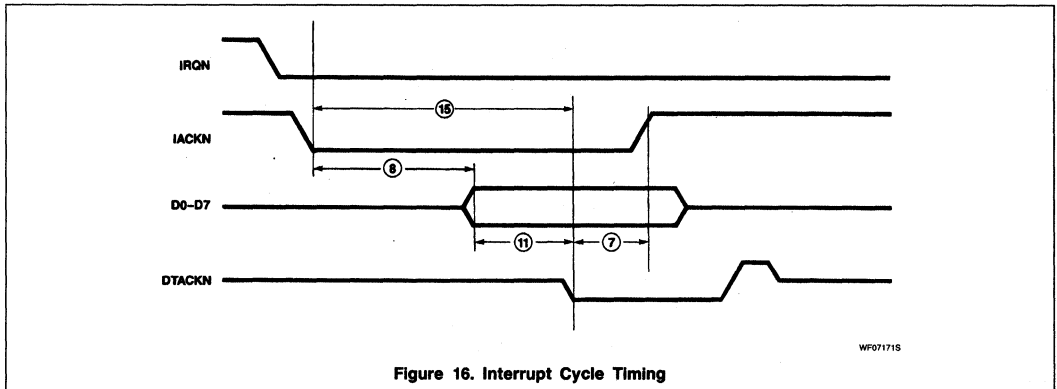 IRQN
15
IACKN
8
D0–D7
11
7
DTACKN
WF07171S
Figure 16. Interrupt Cycle Timing